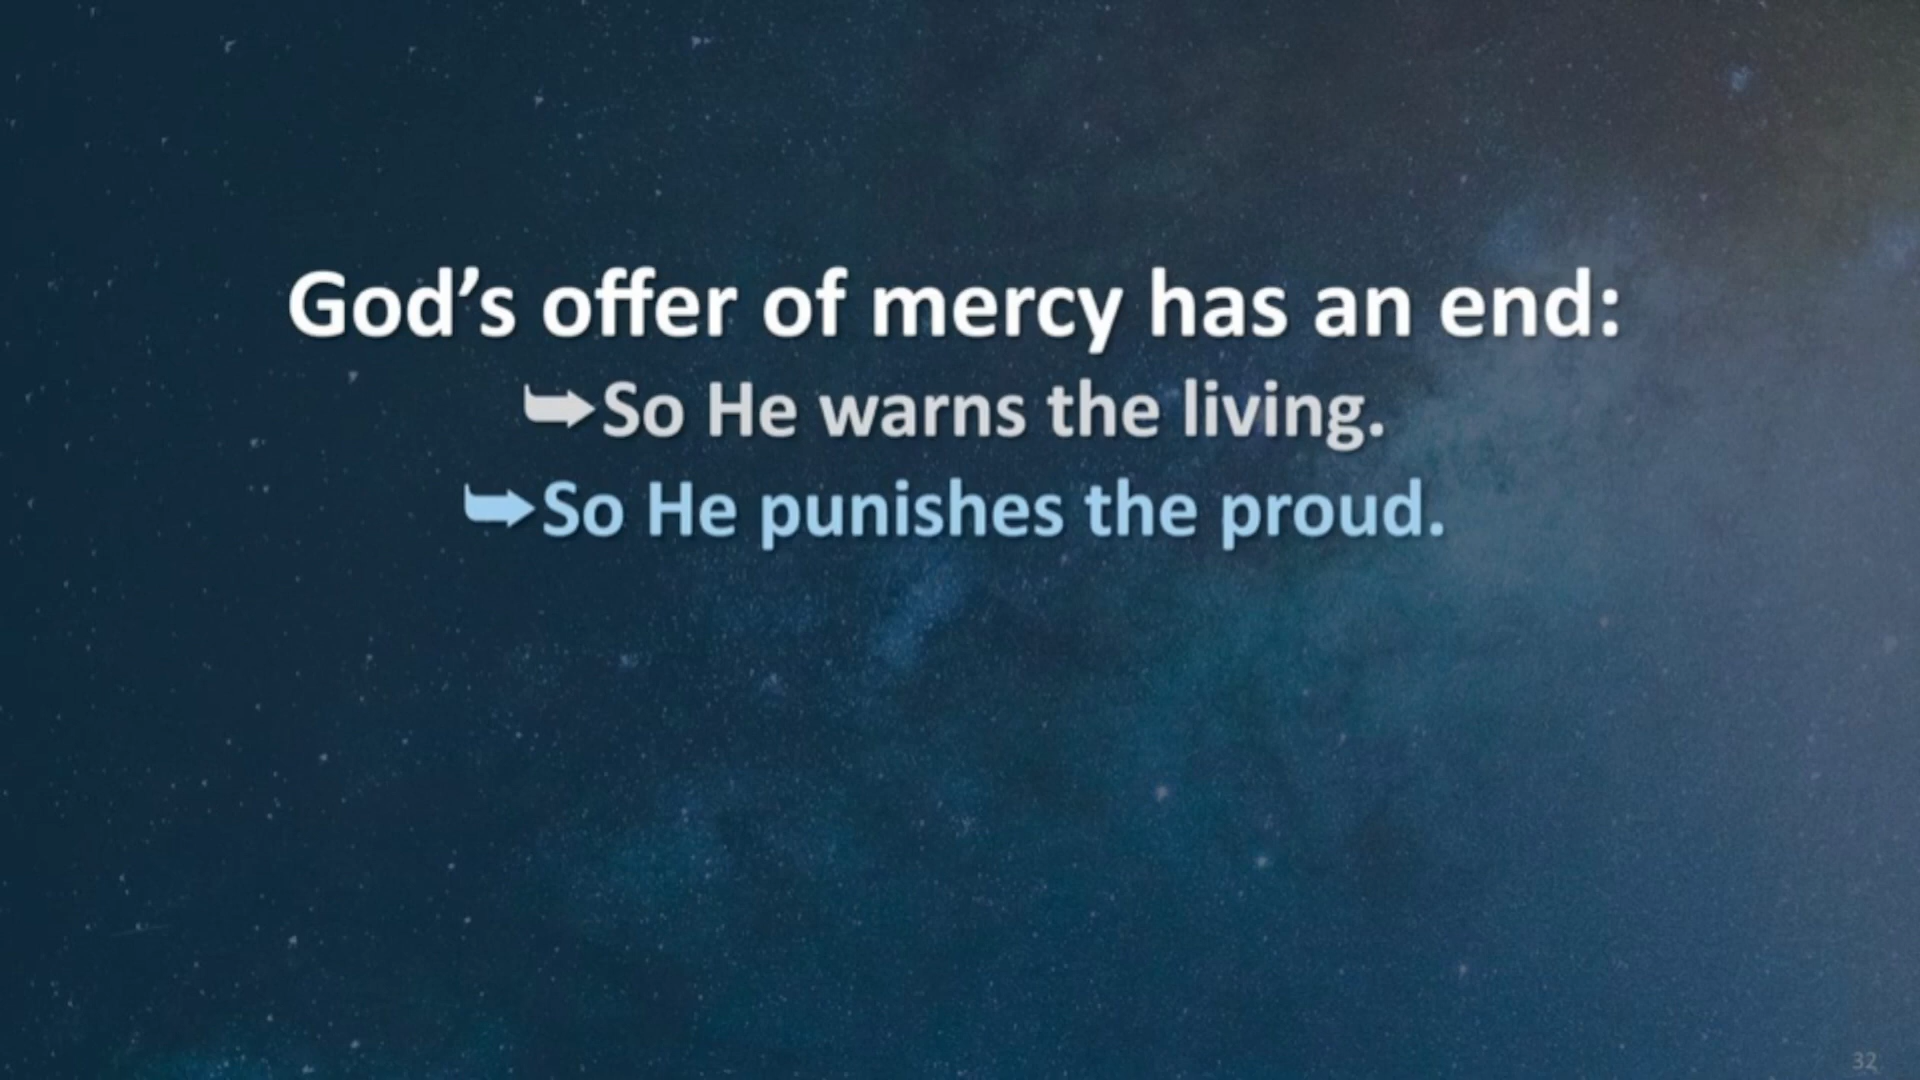 God’s offer of mercy has an end:
➥So He warns the living.
➥So He punishes the proud.
32